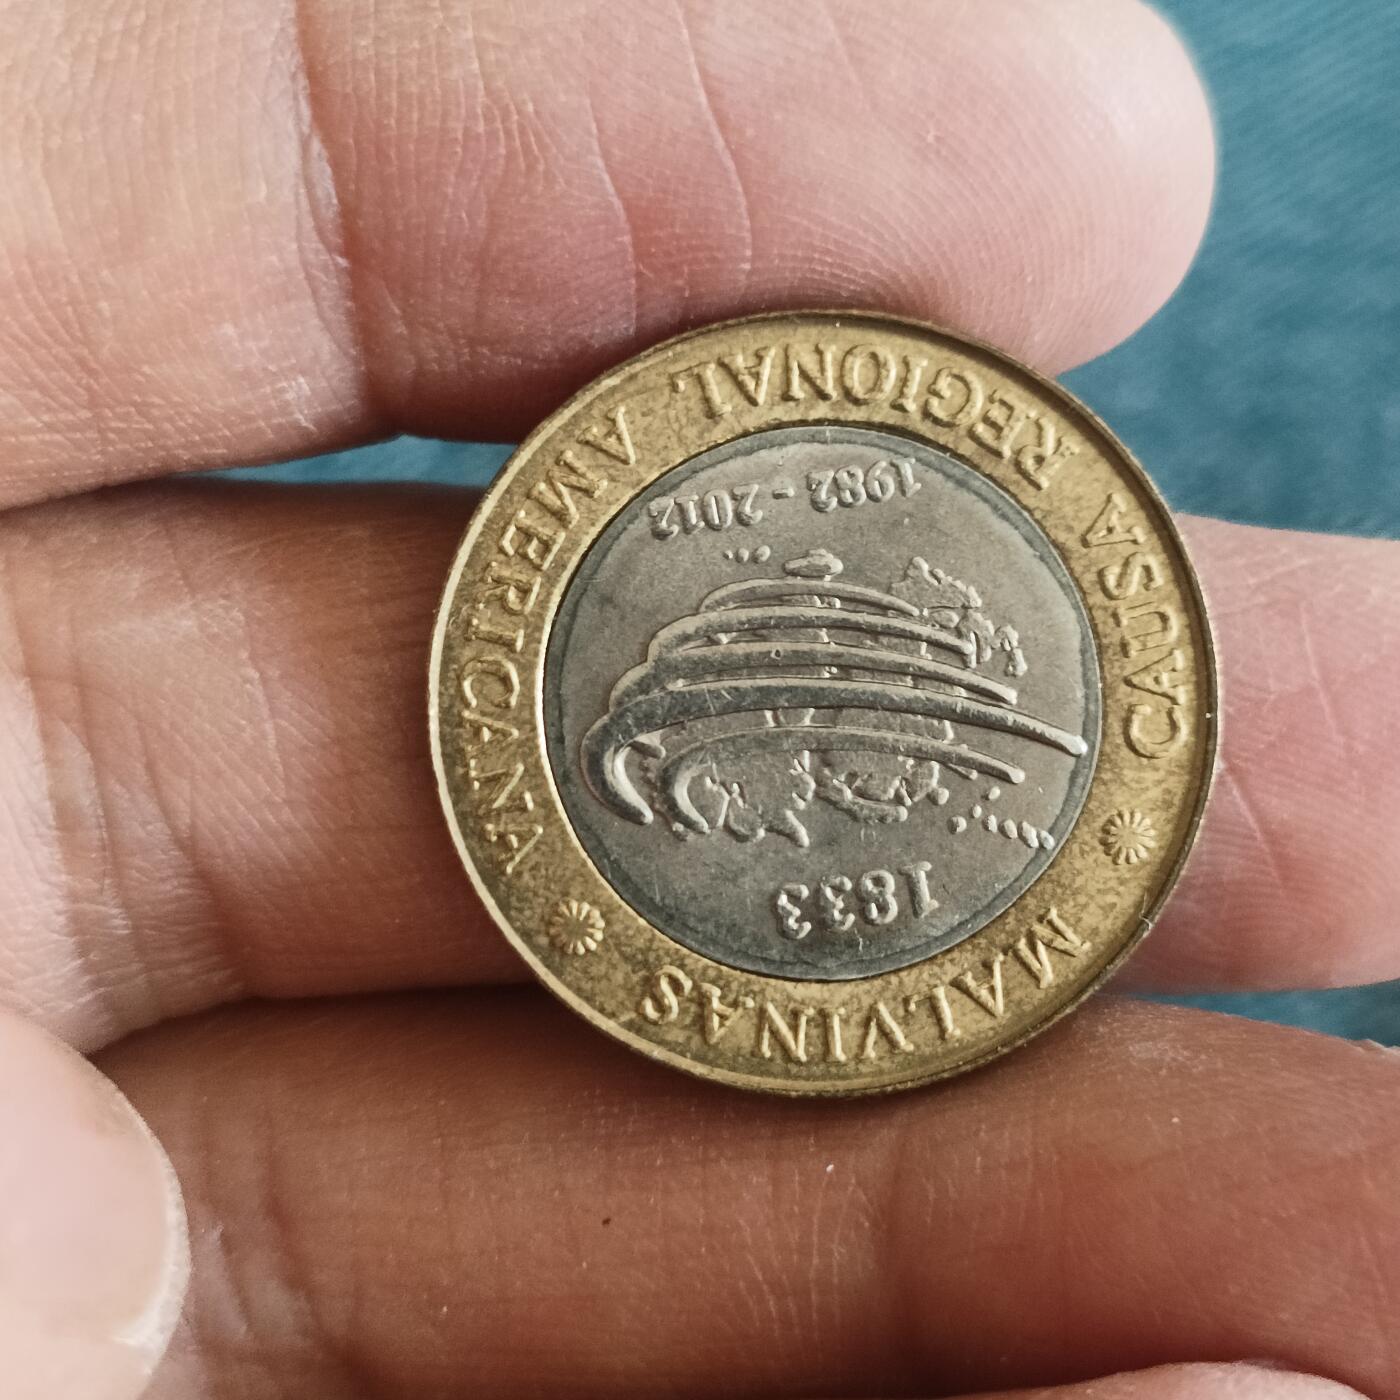 MALVINAS
1833
1982 - 2012
CAUSA REGIONAL AMERICANA